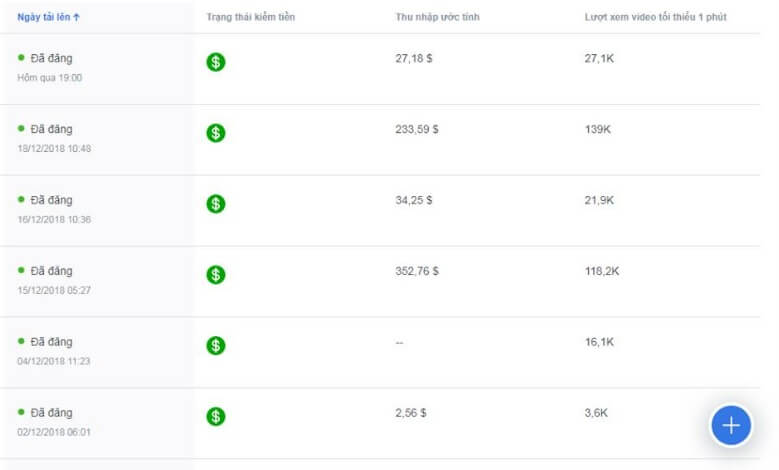 Ngày tải lên ↑ Trạng thái kiếm tiền Thu nhập ước tính Lượt xem video tối thiểu 1 phút
Đã đăng $ 27,18 $ 27,1K
Hôm qua 19:00
Đã đăng $ 233,59 $ 139K
18/12/2018 10:48
Đã đăng $ 34,25 $ 21,9K
16/12/2018 10:36
Đã đăng $ 352,76 $ 118,2K
15/12/2018 05:27
Đã đăng $ -- 16,1K
04/12/2018 11:23
Đã đăng $ 2,56 $ 3,6K
02/12/2018 06:01